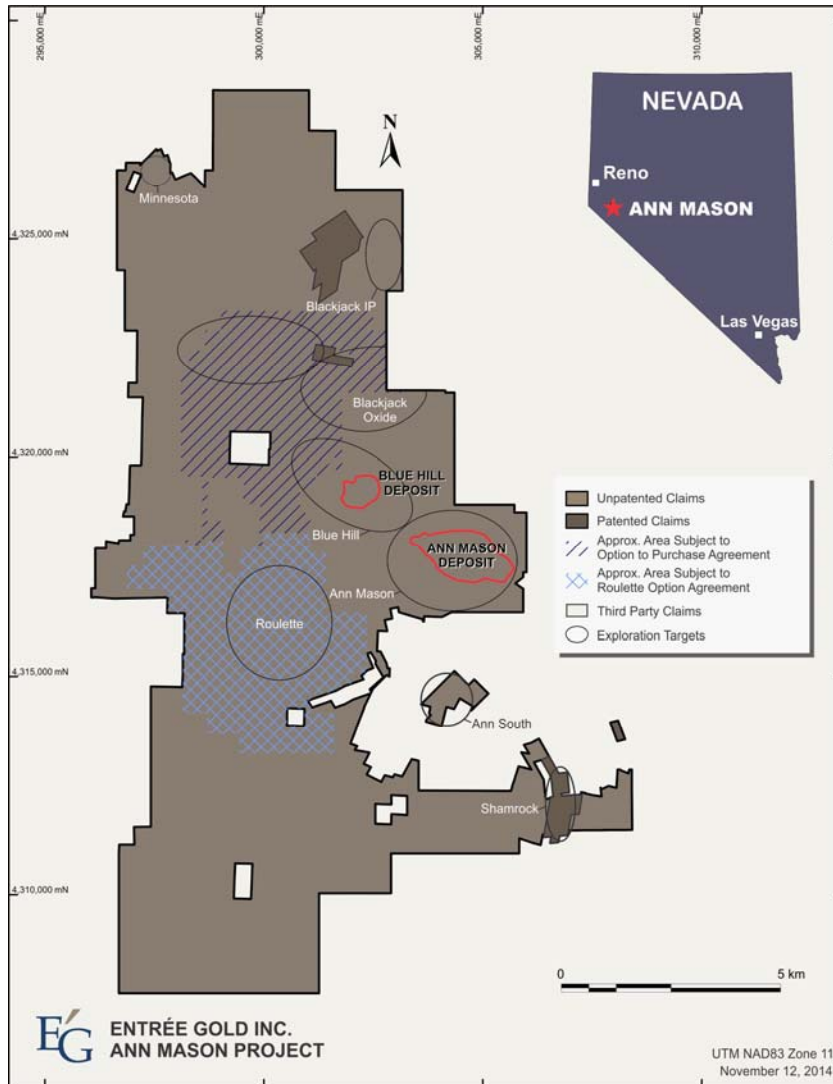 295,000 mE
300,000 mE
305,000 mE
310,000 mE
NEVADA
Reno
ANN MASON
Las Vegas
N
Minnesota
4,325,000 mN
Blackjack IP
Blackjack
Oxide
4,320,000 mN
BLUE HILL
DEPOSIT
Blue Hill
ANN MASON
DEPOSIT
Ann Mason
Roulette
4,315,000 mN
Ann South
Shamrock
4,310,000 mN
Unpatented Claims
Patented Claims
Approx. Area Subject to
Option to Purchase Agreement
Approx. Area Subject to
Roulette Option Agreement
Third Party Claims
Exploration Targets
0
5 km
EG
ENTRÉE GOLD INC.
ANN MASON PROJECT
UTM NAD83 Zone 11
November 12, 2014